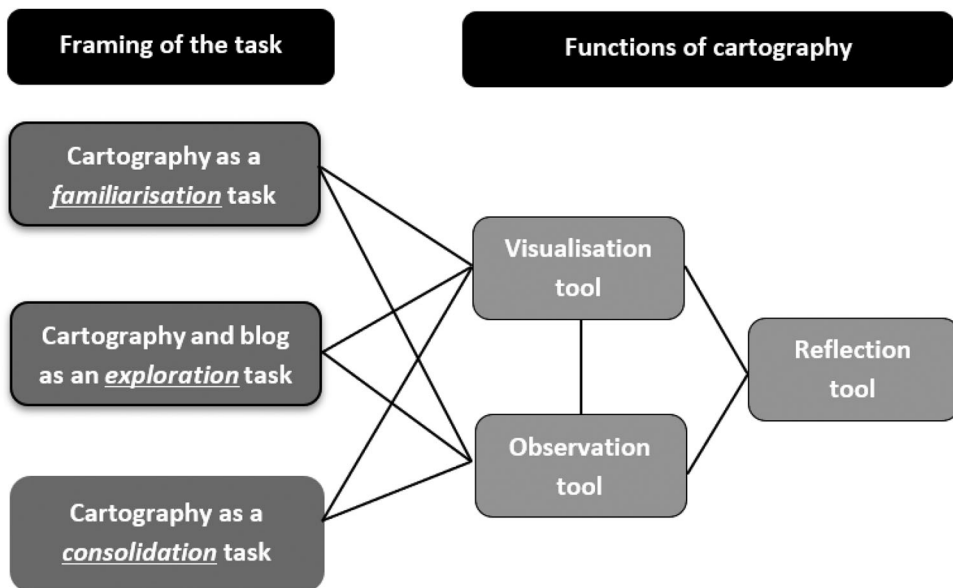 Framing of the task
Functions of cartography
Cartography as a
familiarisation task
Cartography and blog
as an exploration task
Cartography as a
consolidation task
Visualisation
tool
Observation
tool
Reflection
tool